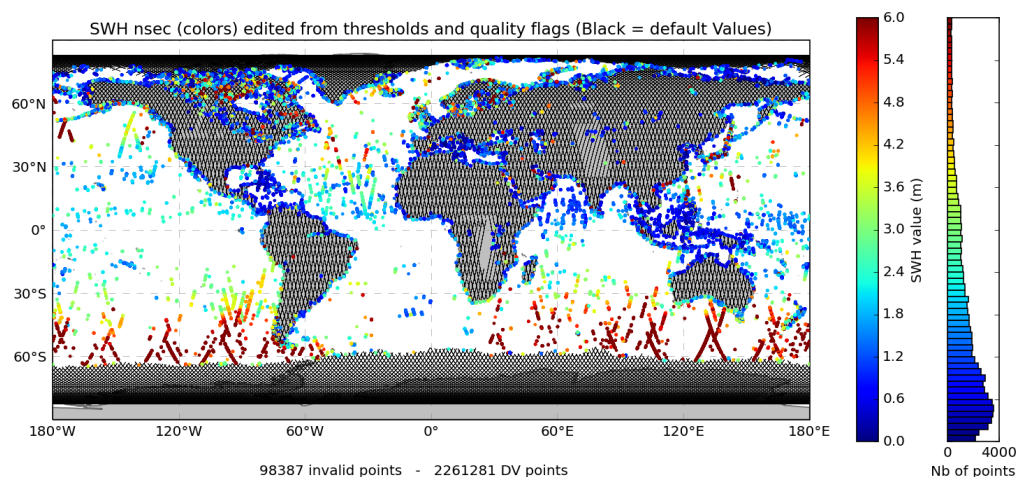 SWH nsec (colors) edited from thresholds and quality flags (Black = default Values)
60°N
30°N
0°
30°S
60°S
180°W
120°W
60°W
0°
60°E
120°E
180°E
98387 invalid points - 2261281 DV points
6.0
5.4
4.8
4.2
3.6
3.0
2.4
1.8
1.2
0.6
0.0
SWH value (m)
0
4000
Nb of points